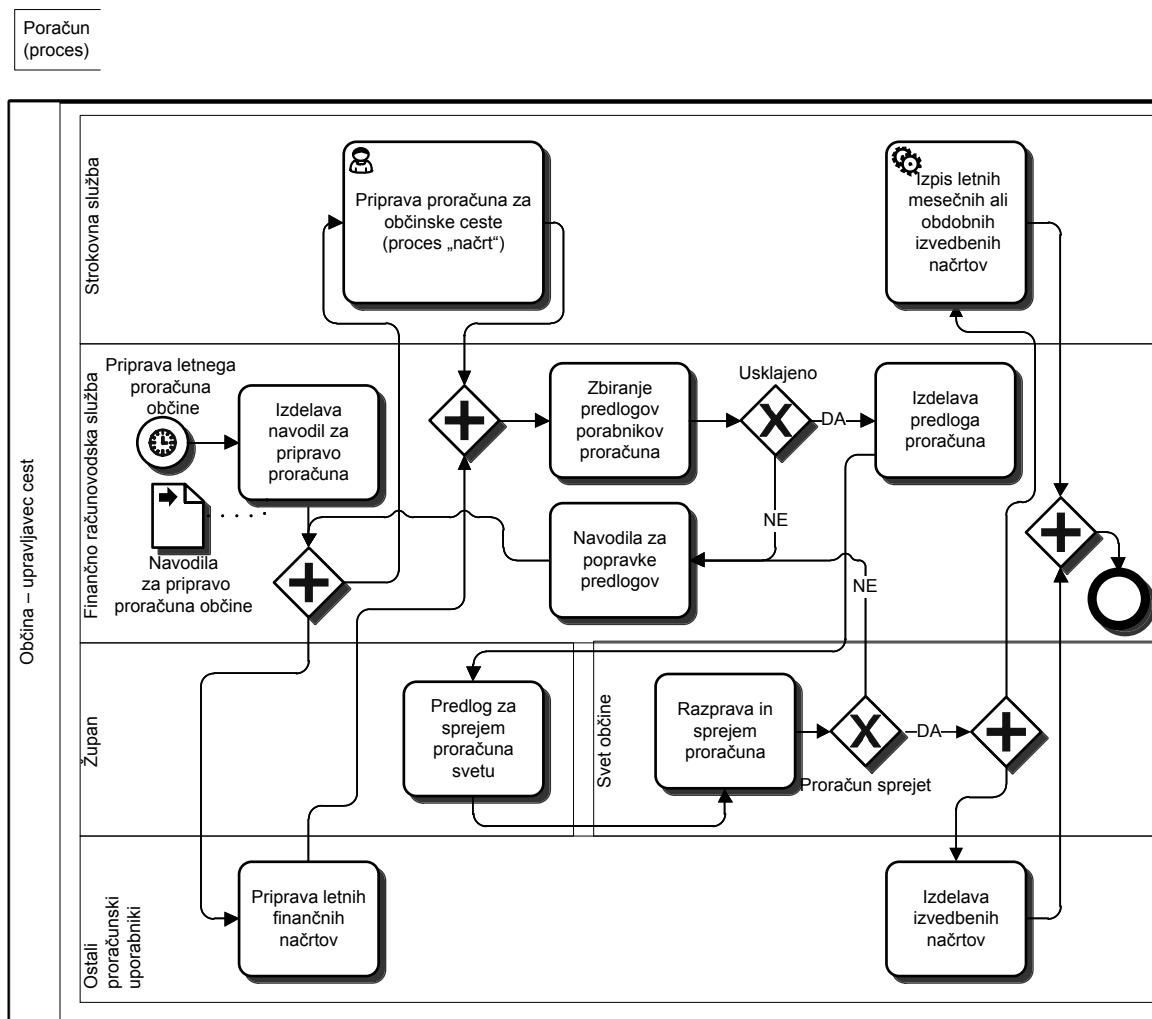 Poračun
(proces)
Občina – upravljavec cest
Strokovna služba
Priprava proračuna za
občinske ceste
(proces „načrt“)
Izpis letnih
mesečnih ali
obdobnih
izvedbenih
načrtov
Finančno računovodska služba
Priprava letnega
proračuna
občine
Izdelava
navodil za
pripravo
proračuna
Navodila
za pripravo
proračuna občine
Zbiranje
predlogov
porabnikov
proračuna
Usklajeno
DA
NE
Izdelava
predloga
proračuna
Navodila za
popravke
predlogov
NE
Župan
Predlog za
sprejem
proračuna
svetu
Svet občine
Razprava in
sprejem
proračuna
DA
Proračun sprejet
Ostali
proračunski
uporabniki
Priprava letnih
finančnih
načrtov
Izdelava
izvedbenih
načrtov